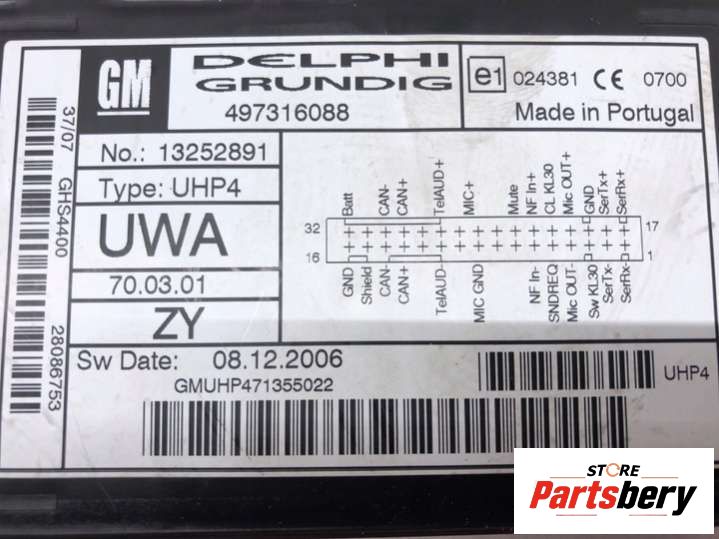 GM
DELPHI
GRUNDIG
497316088
e1 024381 CE 0700
Made in Portugal
37/07 GHS4400 28086753
No.: 13252891
Type: UHP4
UWA
70.03.01
ZY
Batt CAN- CAN+ TelAUD+ MIC+ Mute NF In+ CL KL30 Mic OUT+ GND SerTx+ SerRx+
32 17
16 1
GND Shield CAN- CAN+ TelAUD- MIC GND NF In- SNDREQ Mic OUT- Sw KL30 SerTx- SerRx-
Sw Date: 08.12.2006
GMUHP471355022
UHP4
STORE
Partsbery